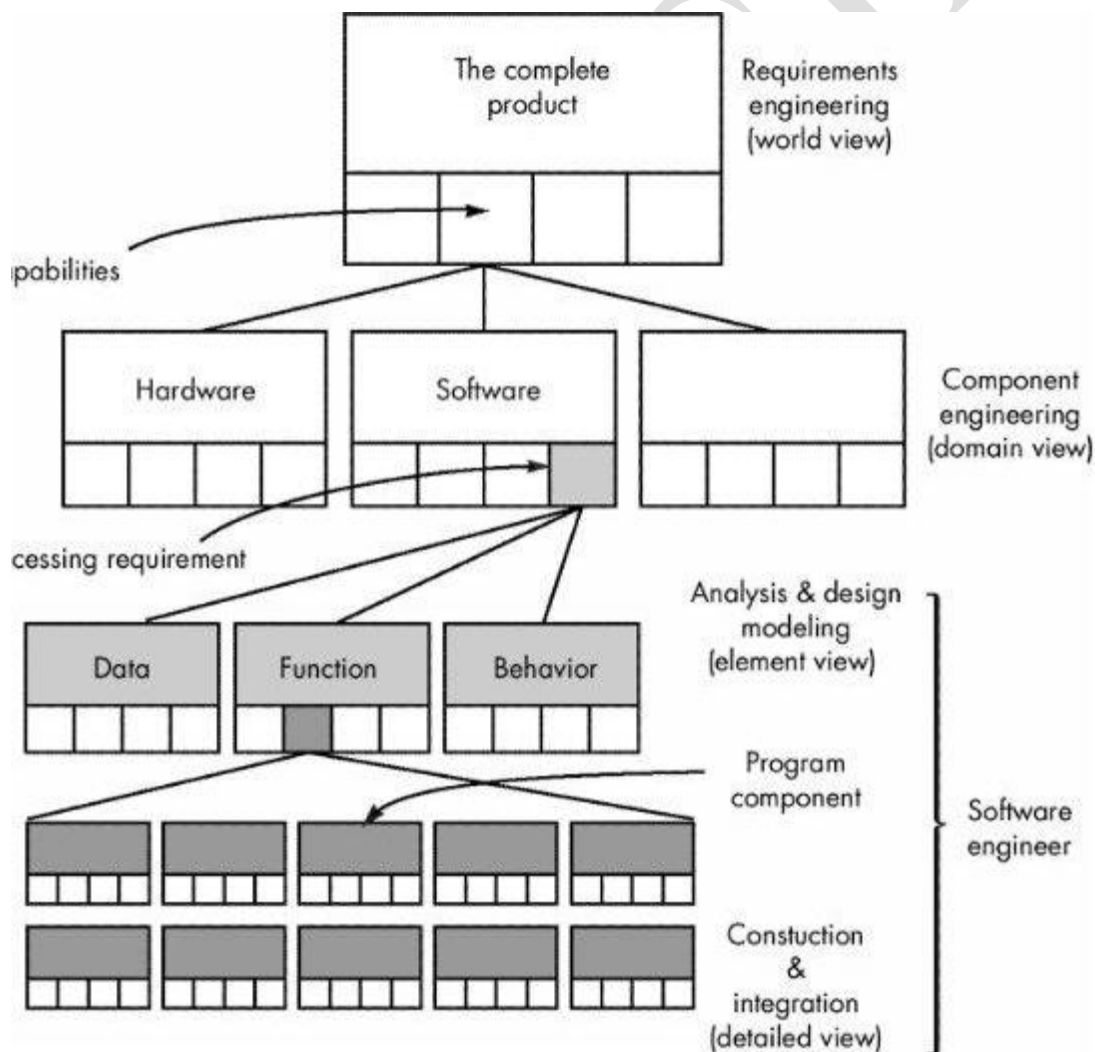 The complete
product
Requirements
engineering
(world view)
pabilities
Hardware
Software
Component
engineering
(domain view)
cessing requirement
Analysis & design
modeling
(element view)
Data
Function
Behavior
Program
component
Software
engineer
Constuction
&
integration
(detailed view)